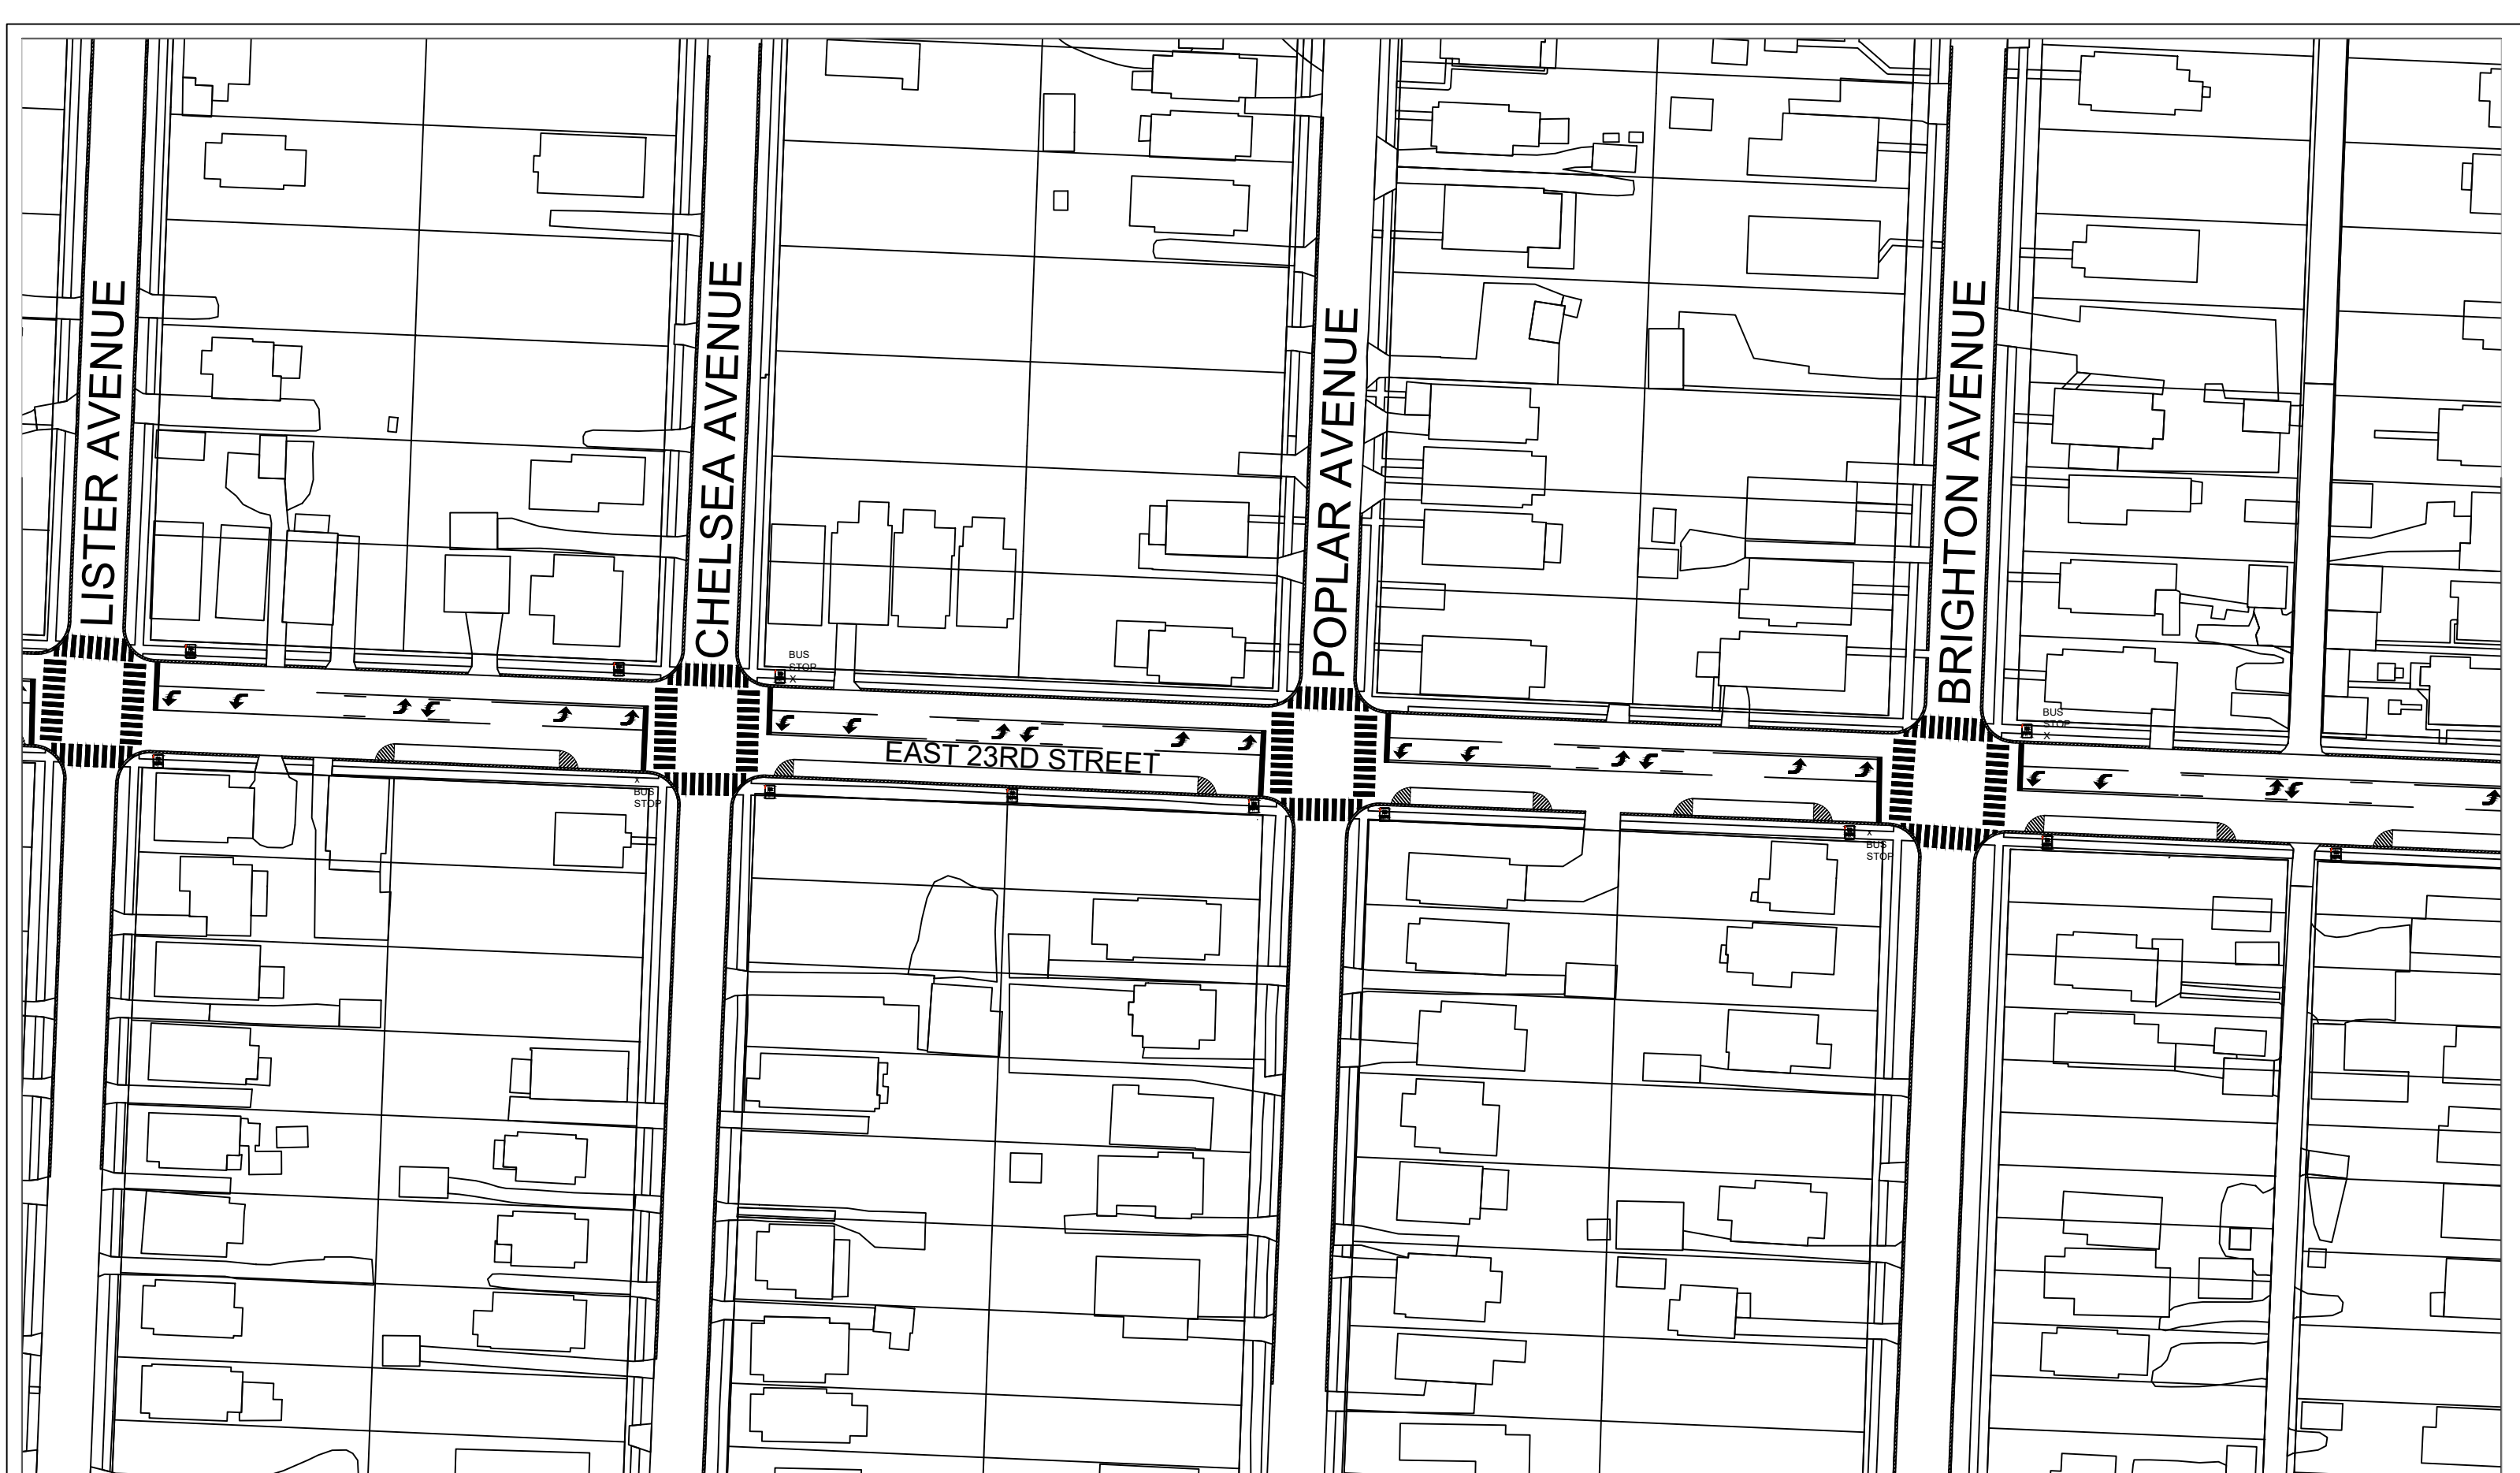 LISTER AVENUE
CHELSEA AVENUE
POPLAR AVENUE
BRIGHTON AVENUE
BUS
STOP
X
BUS
STOP
X
EAST 23RD STREET
X
BUS
STOP
X
BUS
STOP